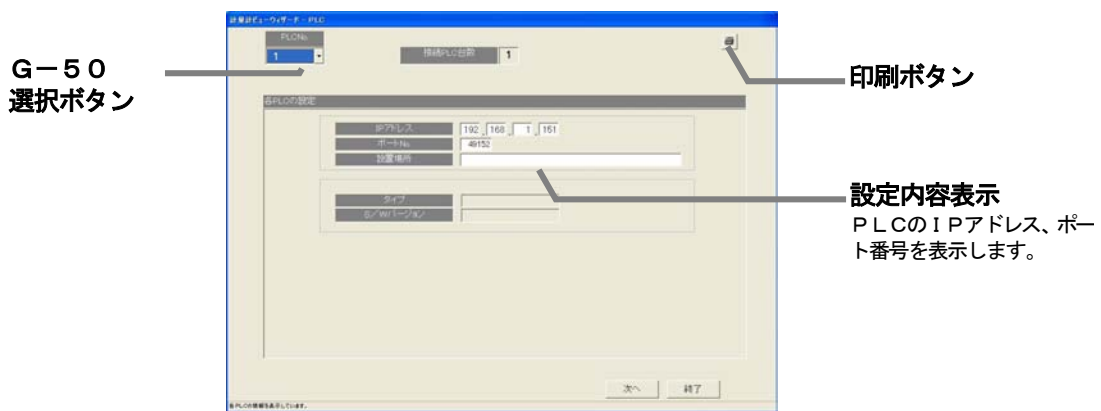 計量計ビューウィザード - PLC
PLCNo
1
接続PLC台数 1
G－50
選択ボタン
印刷ボタン
各PLCの設定
IPアドレス 192 . 168 . 1 . 151
ポートNo. 49152
設置場所
設定内容表示
PLCのIPアドレス、ポー
ト番号を表示します。
タイプ
S/Wバージョン
次へ 終了
各PLCの情報を表示しています。